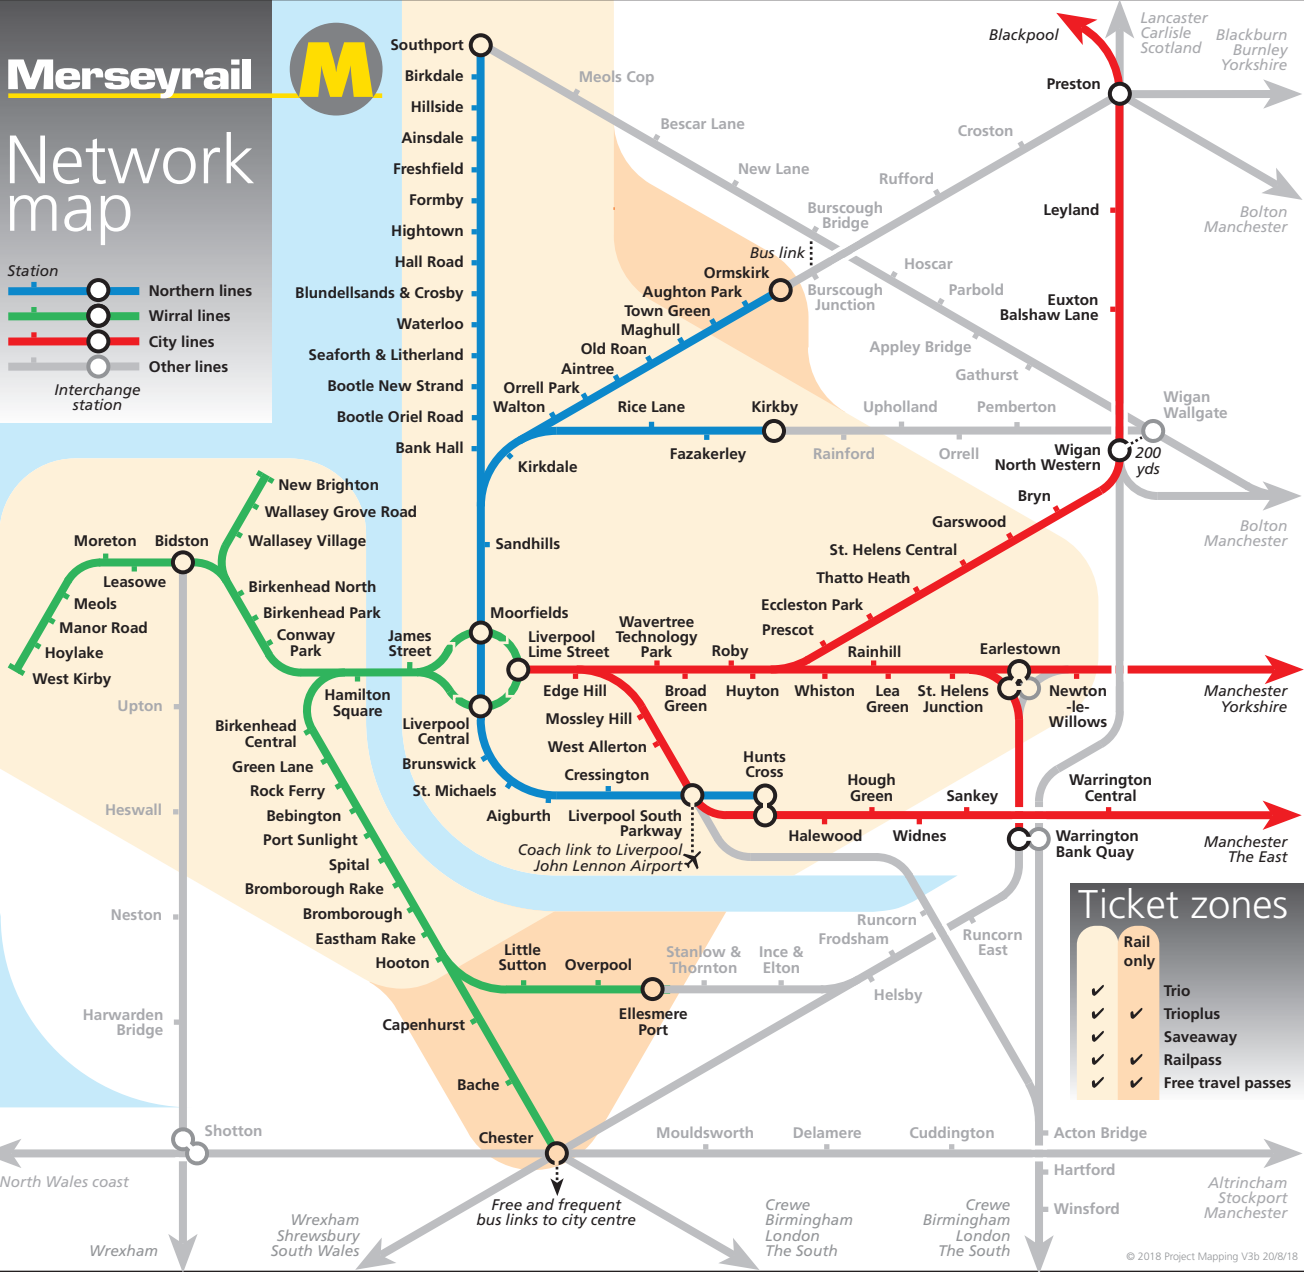 Merseyrail
M
Network
map
Station
Northern lines
Wirral lines
City lines
Other lines
Interchange
station
Southport
Birkdale
Hillside
Ainsdale
Freshfield
Formby
Hightown
Hall Road
Blundellsands & Crosby
Waterloo
Seaforth & Litherland
Bootle New Strand
Bootle Oriel Road
Bank Hall
Sandhills
Moorfields
Liverpool
Lime Street
Liverpool
Central
Brunswick
St. Michaels
Aigburth
Cressington
Liverpool South
Parkway
Hunts
Cross
Coach link to Liverpool
John Lennon Airport
Ormskirk
Aughton Park
Town Green
Maghull
Old Roan
Aintree
Orrell Park
Walton
Rice Lane
Kirkby
Fazakerley
Kirkdale
Meols Cop
Bescar Lane
New Lane
Burscough
Bridge
Bus link
Burscough
Junction
Hoscar
Parbold
Appley Bridge
Gathurst
Rufford
Croston
Upholland
Pemberton
Rainford
Orrell
Wigan
Wallgate
200
yds
Blackpool
Lancaster
Carlisle
Scotland
Blackburn
Burnley
Yorkshire
Preston
Bolton
Manchester
Leyland
Euxton
Balshaw Lane
Wigan
North Western
Bolton
Manchester
Bryn
Garswood
St. Helens Central
Thatto Heath
Eccleston Park
Prescot
Wavertree
Technology
Park
Roby
Rainhill
Earlestown
Edge Hill
Broad
Green
Huyton
Whiston
Lea
Green
St. Helens
Junction
Newton
-le-
Willows
Manchester
Yorkshire
Mossley Hill
West Allerton
Hough
Green
Sankey
Warrington
Central
Halewood
Widnes
Warrington
Bank Quay
Manchester
The East
New Brighton
Wallasey Grove Road
Wallasey Village
Moreton
Bidston
Leasowe
Meols
Manor Road
Hoylake
West Kirby
Birkenhead North
Birkenhead Park
Conway
Park
James
Street
Hamilton
Square
Birkenhead
Central
Green Lane
Rock Ferry
Bebington
Port Sunlight
Spital
Bromborough Rake
Bromborough
Eastham Rake
Hooton
Little
Sutton
Overpool
Ellesmere
Port
Capenhurst
Bache
Chester
Free and frequent
bus links to city centre
Upton
Heswall
Neston
Harwarden
Bridge
Shotton
North Wales coast
Wrexham
Wrexham
Shrewsbury
South Wales
Stanlow &
Thornton
Ince &
Elton
Runcorn
Frodsham
Helsby
Runcorn
East
Mouldsworth
Delamere
Cuddington
Acton Bridge
Hartford
Winsford
Crewe
Birmingham
London
The South
Crewe
Birmingham
London
The South
Altrincham
Stockport
Manchester
Ticket zones
Rail
only
✔ Trio
✔ ✔ Trioplus
✔ Saveaway
✔ ✔ Railpass
✔ ✔ Free travel passes
© 2018 Project Mapping V3b 20/8/18